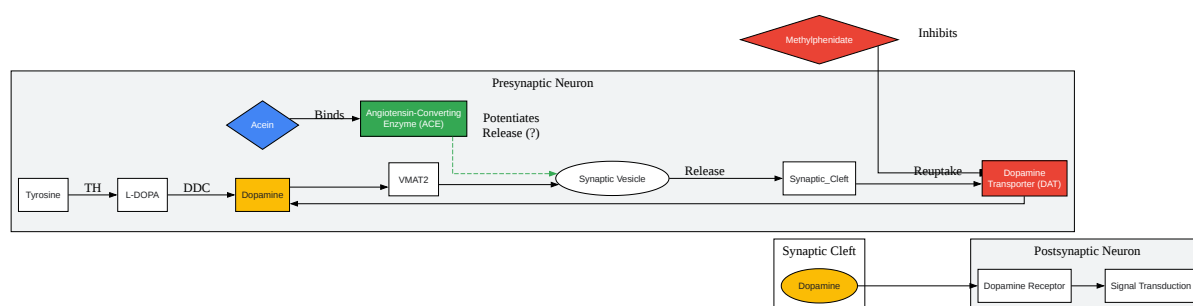 Methylphenidate
Inhibits
Presynaptic Neuron
Acein
Binds
Angiotensin-Converting
Enzyme (ACE)
Potentiates
Release (?)
Tyrosine
TH
L-DOPA
DDC
Dopamine
VMAT2
Synaptic Vesicle
Release
Synaptic_Cleft
Reuptake
Dopamine
Transporter (DAT)
Synaptic Cleft
Dopamine
Postsynaptic Neuron
Dopamine Receptor
Signal Transduction